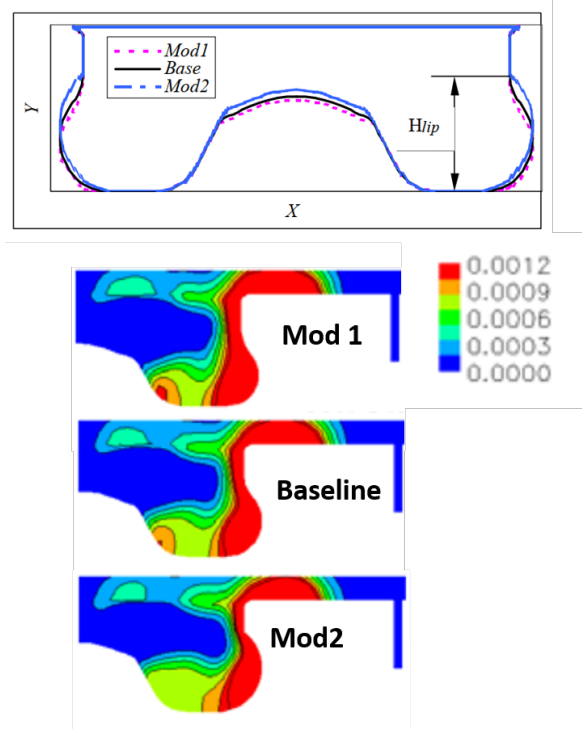 Mod1
Base
Mod2
Y
Hlip
X
0.0012
0.0009
0.0006
0.0003
0.0000
Mod 1
Baseline
Mod2